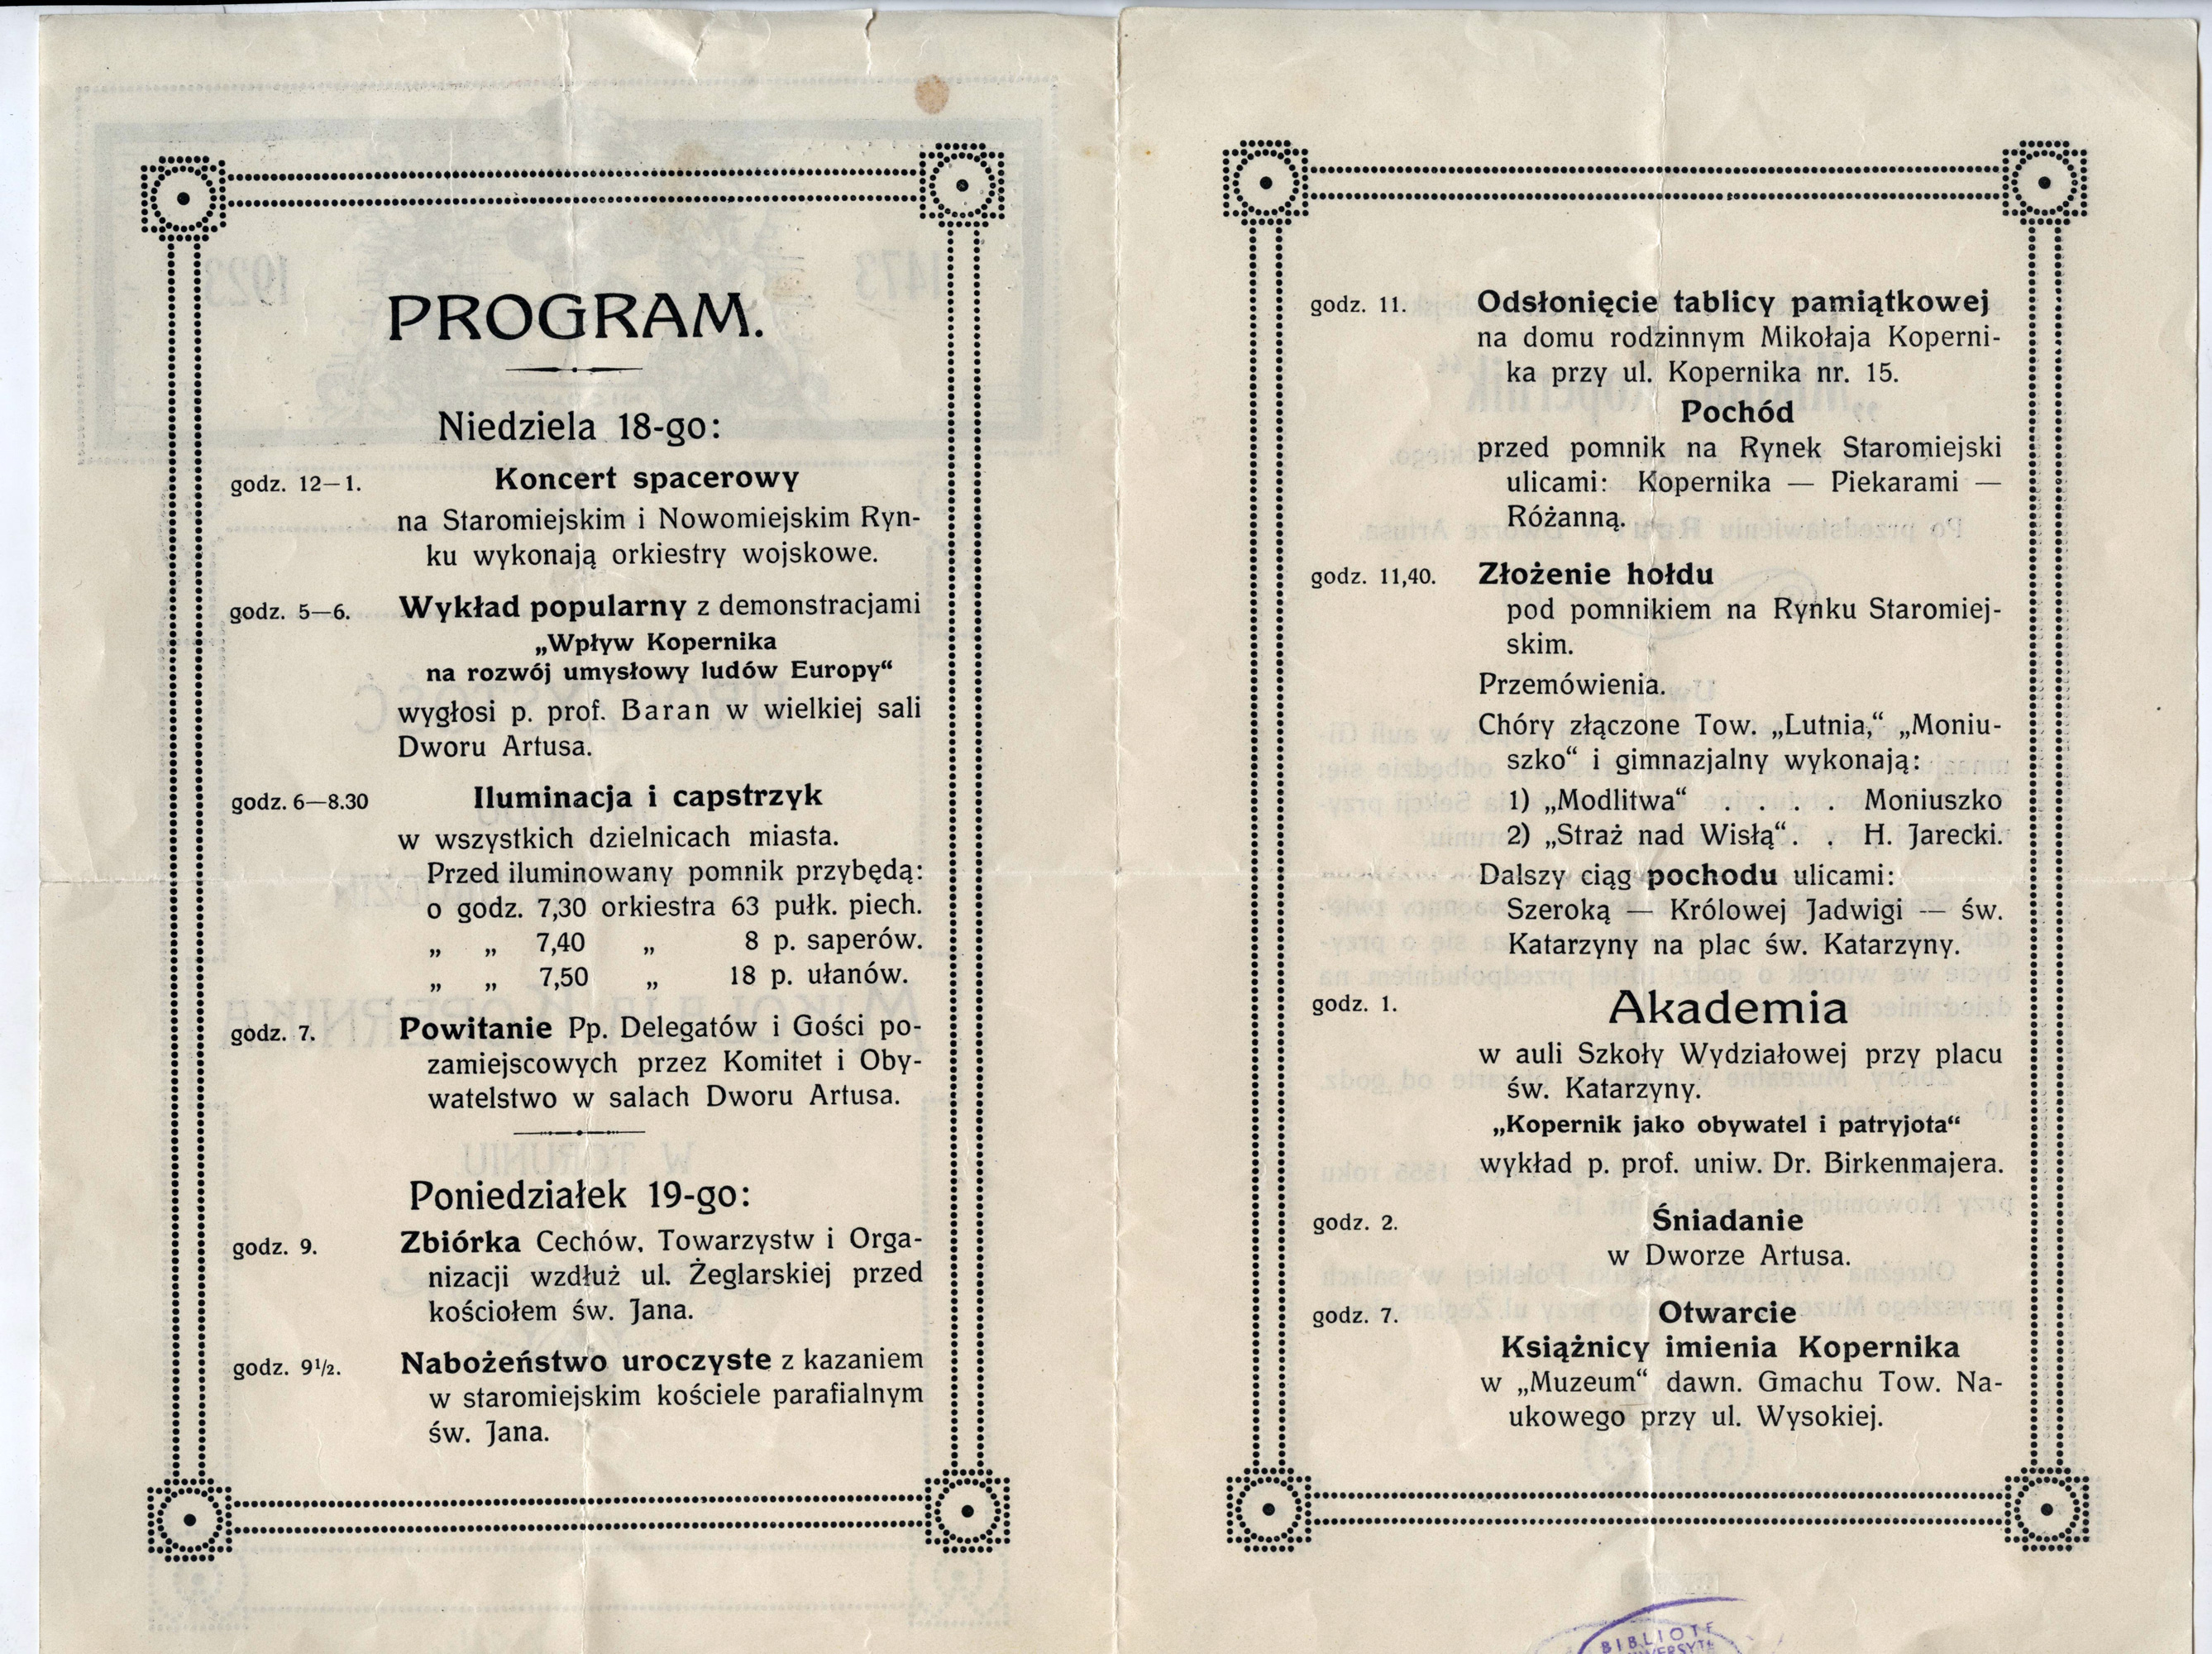 PROGRAM.
Niedziela 18-go:
godz. 12—1. Koncert spacerowy
na Staromiejskim i Nowomiejskim Ryn-
ku wykonają orkiestry wojskowe.
godz. 5—6. Wykład popularny z demonstracjami
„Wpływ Kopernika
na rozwój umysłowy ludów Europy“
wygłosi p. prof. Baran w wielkiej sali
Dworu Artusa.
godz. 6—8.30 Iluminacja i capstrzyk
w wszystkich dzielnicach miasta.
Przed iluminowany pomnik przybędą:
o godz. 7,30 orkiestra 63 pułk. piech.
„ „ 7,40 „ 8 p. saperów.
„ „ 7,50 „ 18 p. ułanów.
godz. 7. Powitanie Pp. Delegatów i Gości po-
zamiejscowych przez Komitet i Oby-
watelstwo w salach Dworu Artusa.
Poniedziałek 19-go:
godz. 9. Zbiórka Cechów, Towarzystw i Orga-
nizacji wzdłuż ul. Żeglarskiej przed
kościołem św. Jana.
godz. 9½. Nabożeństwo uroczyste z kazaniem
w staromiejskim kościele parafialnym
św. Jana.
godz. 11. Odsłonięcie tablicy pamiątkowej
na domu rodzinnym Mikołaja Koperni-
ka przy ul. Kopernika nr. 15.
Pochód
przed pomnik na Rynek Staromiejski
ulicami: Kopernika — Piekarami —
Różanną.
godz. 11,40. Złożenie hołdu
pod pomnikiem na Rynku Staromiej-
skim.
Przemówienia.
Chóry złączone Tow. „Lutnia,“ „Moniu-
szko“ i gimnazjalny wykonają:
1) „Modlitwa“ . . . . Moniuszko
2) „Straż nad Wisłą“ . . H. Jarecki.
Dalszy ciąg pochodu ulicami:
Szeroką — Królowej Jadwigi — św.
Katarzyny na plac św. Katarzyny.
godz. 1. Akademia
w auli Szkoły Wydziałowej przy placu
św. Katarzyny.
„Kopernik jako obywatel i patryjota“
wykład p. prof. uniw. Dr. Birkenmajera.
godz. 2. Śniadanie
w Dworze Artusa.
godz. 7. Otwarcie
Książnicy imienia Kopernika
w „Muzeum“ dawn. Gmachu Tow. Na-
ukowego przy ul. Wysokiej.
BIBLIOTE